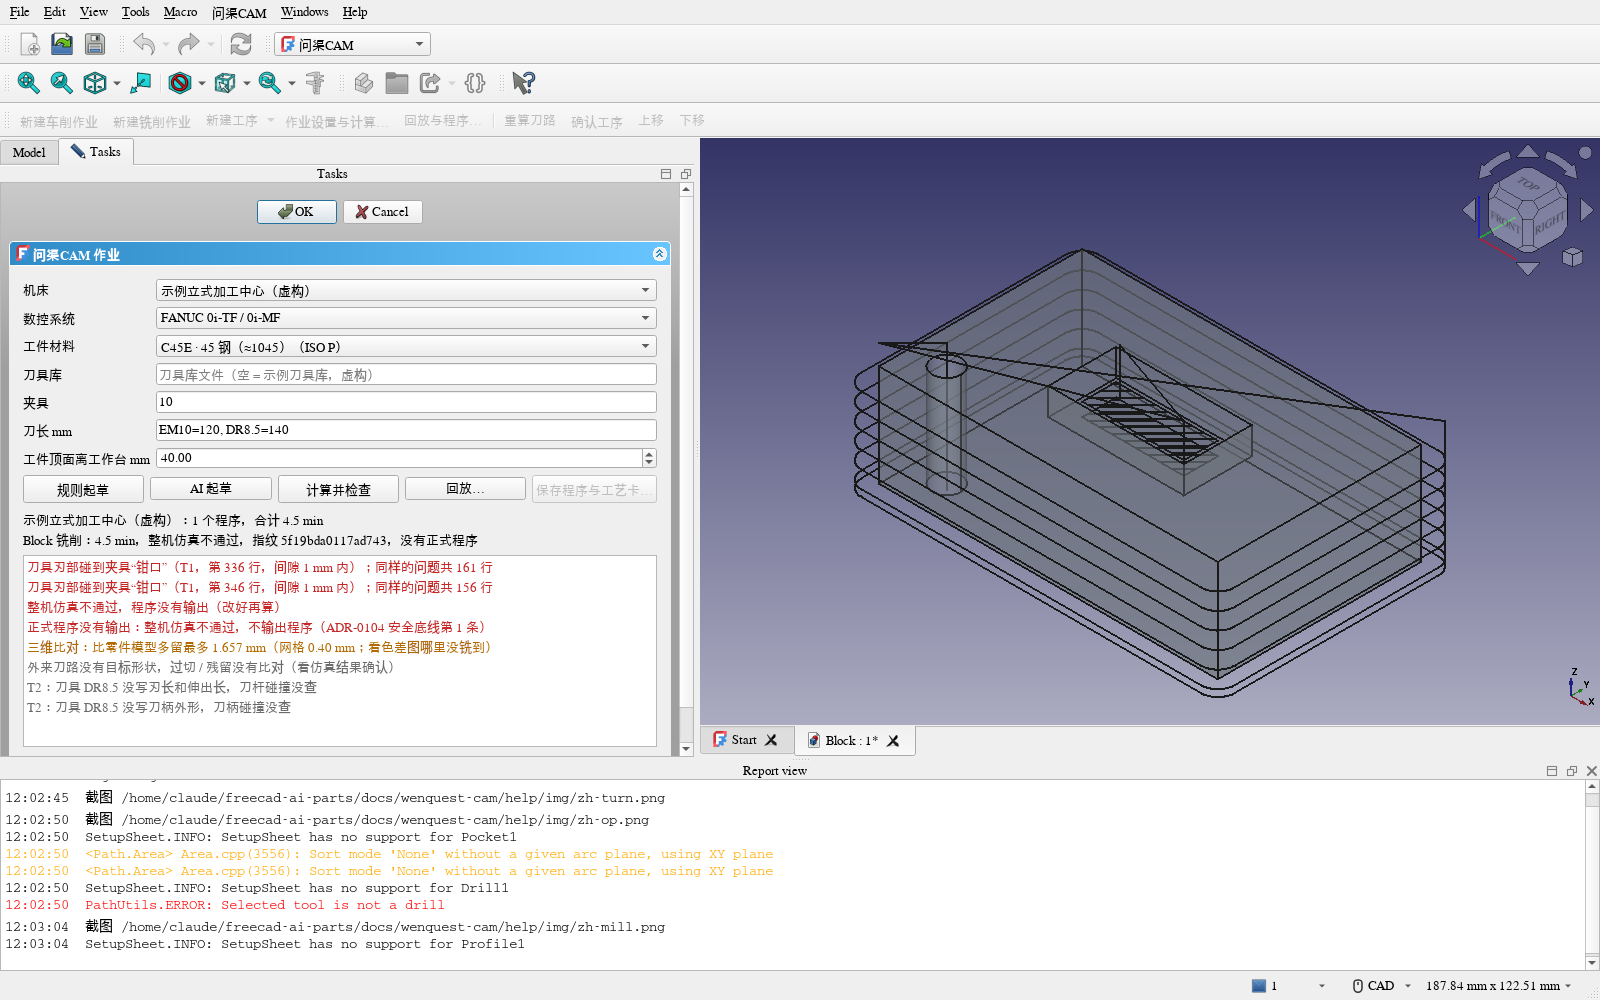 File Edit View Tools Macro 问渠CAM Windows Help
问渠CAM
新建车削作业 新建铣削作业 新建工序 作业设置与计算… 回放与程序… 重算刀路 确认工序 上移 下移
Model Tasks
Tasks
OK Cancel
问渠CAM 作业
机床 示例立式加工中心（虚构）
数控系统 FANUC 0i-TF / 0i-MF
工件材料 C45E · 45 钢（≈1045）（ISO P）
刀具库 刀具库文件（空 = 示例刀具库，虚构）
夹具 10
刀长 mm EM10=120, DR8.5=140
工件顶面离工作台 mm 40.00
规则起草 AI 起草 计算并检查 回放… 保存程序与工艺卡…
示例立式加工中心（虚构）：1 个程序，合计 4.5 min
Block 铣削：4.5 min，整机仿真不通过，指纹 5f19bda0117ad743，没有正式程序
刀具刃部碰到夹具“钳口”（T1，第 336 行，间隙 1 mm 内）；同样的问题共 161 行
刀具刃部碰到夹具“钳口”（T1，第 346 行，间隙 1 mm 内）；同样的问题共 156 行
整机仿真不通过，程序没有输出（改好再算）
正式程序没有输出：整机仿真不通过，不输出程序（ADR-0104 安全底线第 1 条）
三维比对：比零件模型多留最多 1.657 mm（网格 0.40 mm；看色差图哪里没铣到）
外来刀路没有目标形状，过切 / 残留没有比对（看仿真结果确认）
T2：刀具 DR8.5 没写刃长和伸出长，刀杆碰撞没查
T2：刀具 DR8.5 没写刀柄外形，刀柄碰撞没查
TOP
FRONT RIGHT
Z
Y
X
Start Block : 1*
Report view
12:02:45 截图 /home/claude/freecad-ai-parts/docs/wenquest-cam/help/img/zh-turn.png
12:02:50 截图 /home/claude/freecad-ai-parts/docs/wenquest-cam/help/img/zh-op.png
12:02:50 SetupSheet.INFO: SetupSheet has no support for Pocket1
12:02:50 <Path.Area> Area.cpp(3556): Sort mode 'None' without a given arc plane, using XY plane
12:02:50 <Path.Area> Area.cpp(3556): Sort mode 'None' without a given arc plane, using XY plane
12:02:50 SetupSheet.INFO: SetupSheet has no support for Drill1
12:02:50 PathUtils.ERROR: Selected tool is not a drill
12:03:04 截图 /home/claude/freecad-ai-parts/docs/wenquest-cam/help/img/zh-mill.png
12:03:04 SetupSheet.INFO: SetupSheet has no support for Profile1
1 CAD 187.84 mm x 122.51 mm